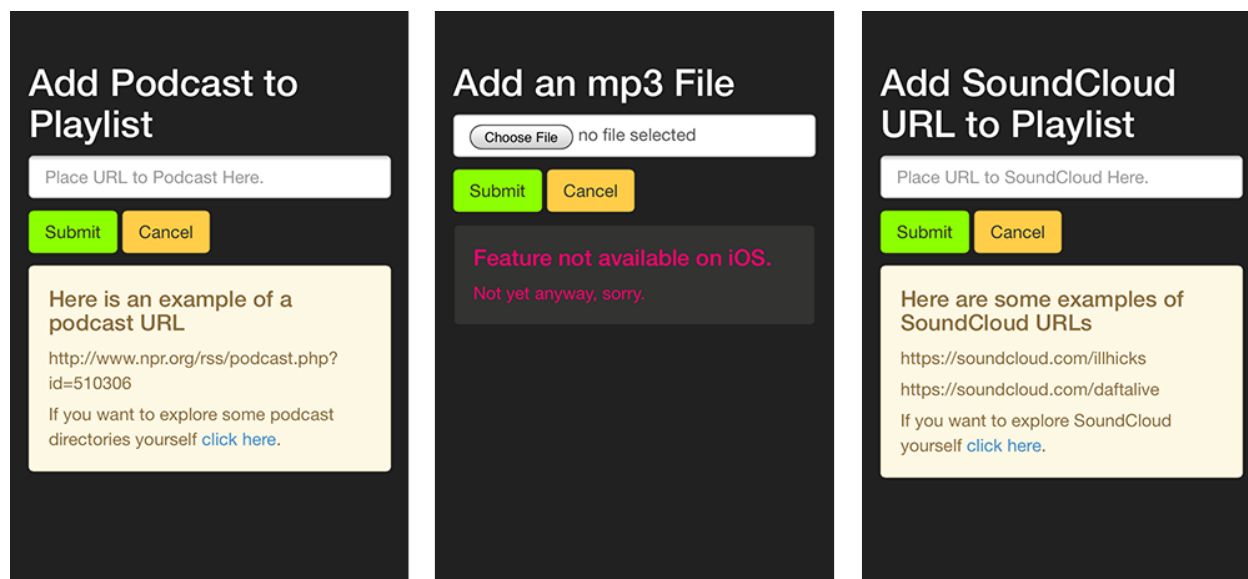 Add Podcast to
Playlist
Place URL to Podcast Here.
Submit Cancel
Here is an example of a
podcast URL
http://www.npr.org/rss/podcast.php?
id=510306
If you want to explore some podcast
directories yourself click here.
Add an mp3 File
Choose File no file selected
Submit Cancel
Feature not available on iOS.
Not yet anyway, sorry.
Add SoundCloud
URL to Playlist
Place URL to SoundCloud Here.
Submit Cancel
Here are some examples of
SoundCloud URLs
https://soundcloud.com/illhicks
https://soundcloud.com/daftalive
If you want to explore SoundCloud
yourself click here.